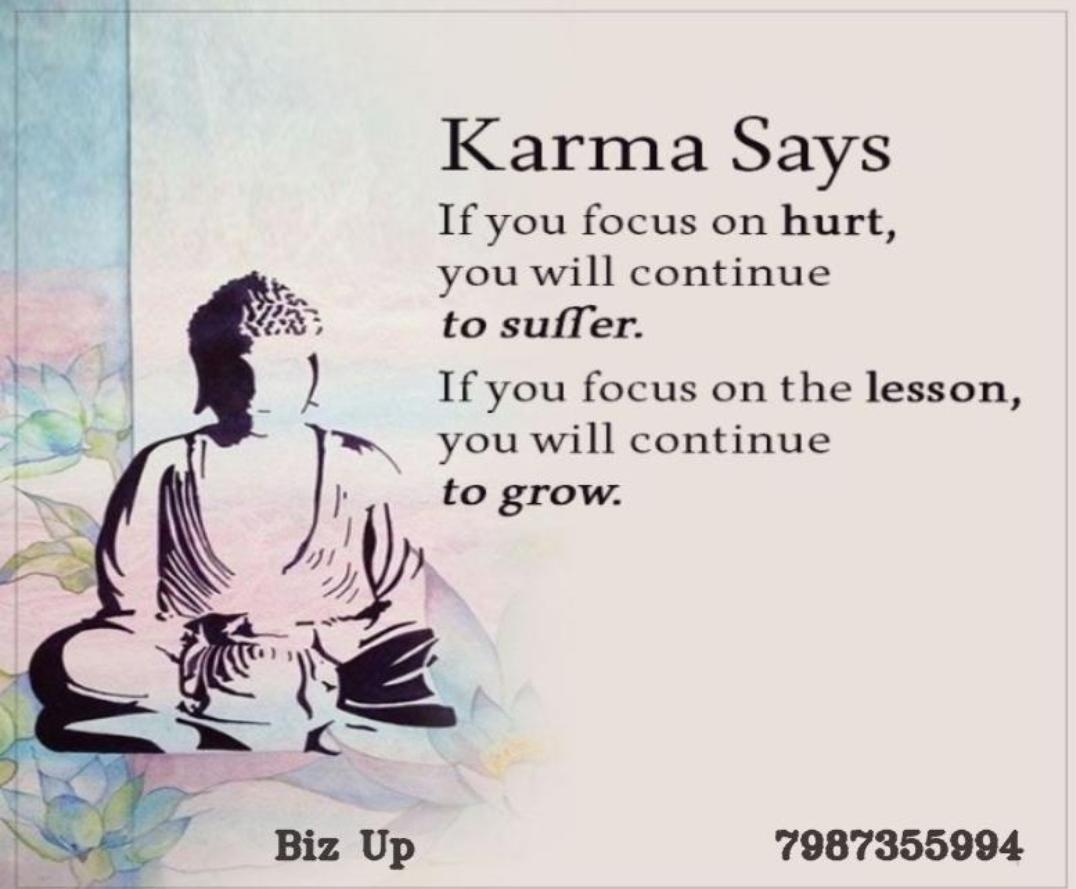 Karma Says
If you focus on hurt,
you will continue
to suffer.
If you focus on the lesson,
you will continue
to grow.
Biz Up
7987355994